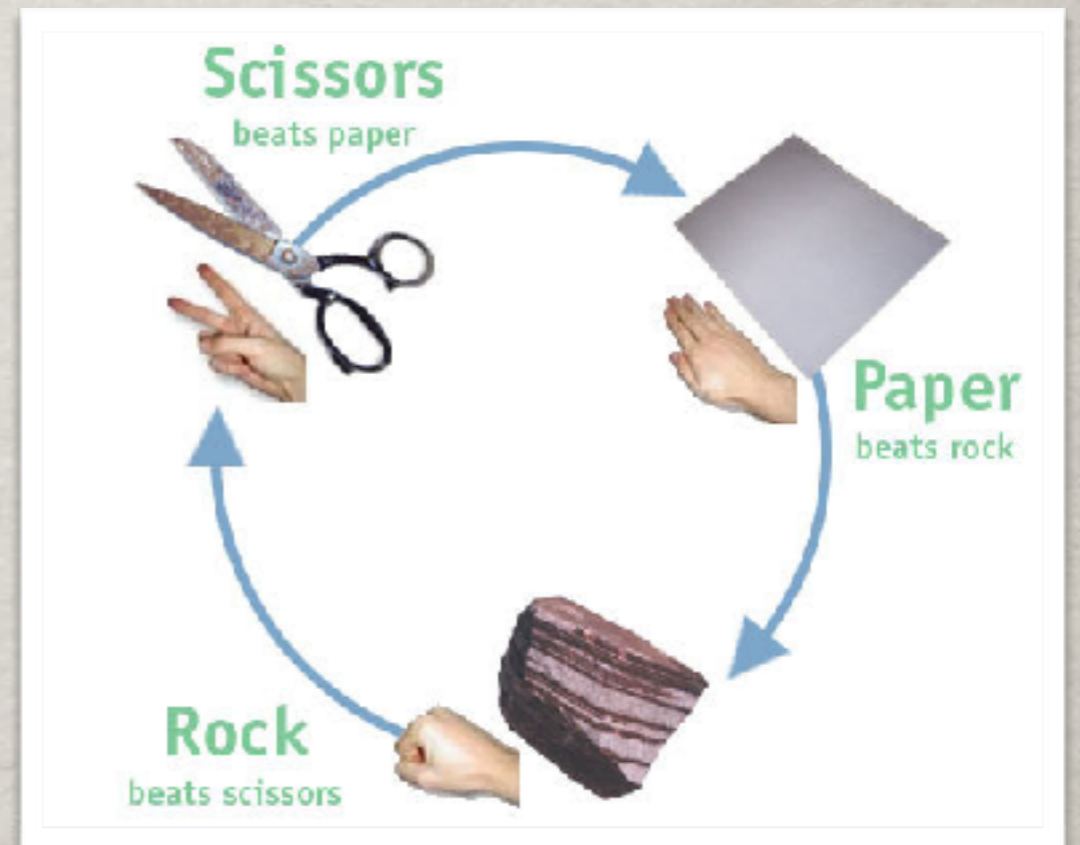 Scissors
beats paper
Paper
beats rock
Rock
beats scissors